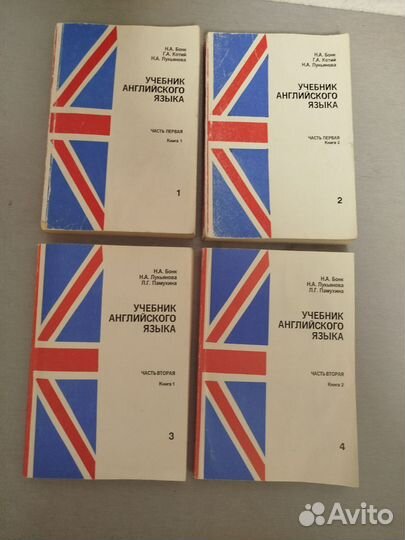 Н.А. Бонк
Г.А. Котий
Н.А. Лукьянова
УЧЕБНИК
АНГЛИЙСКОГО
ЯЗЫКА
ЧАСТЬ ПЕРВАЯ
Книга 1
1
Н.А. Бонк
Г.А. Котий
Н.А. Лукьянова
УЧЕБНИК
АНГЛИЙСКОГО
ЯЗЫКА
ЧАСТЬ ПЕРВАЯ
Книга 2
2
Н.А. Бонк
Н.А. Лукьянова
Л.Г. Памухина
УЧЕБНИК
АНГЛИЙСКОГО
ЯЗЫКА
ЧАСТЬ ВТОРАЯ
Книга 1
3
Н.А. Бонк
Н.А. Лукьянова
Л.Г. Памухина
УЧЕБНИК
АНГЛИЙСКОГО
ЯЗЫКА
ЧАСТЬ ВТОРАЯ
Книга 2
4
Avito